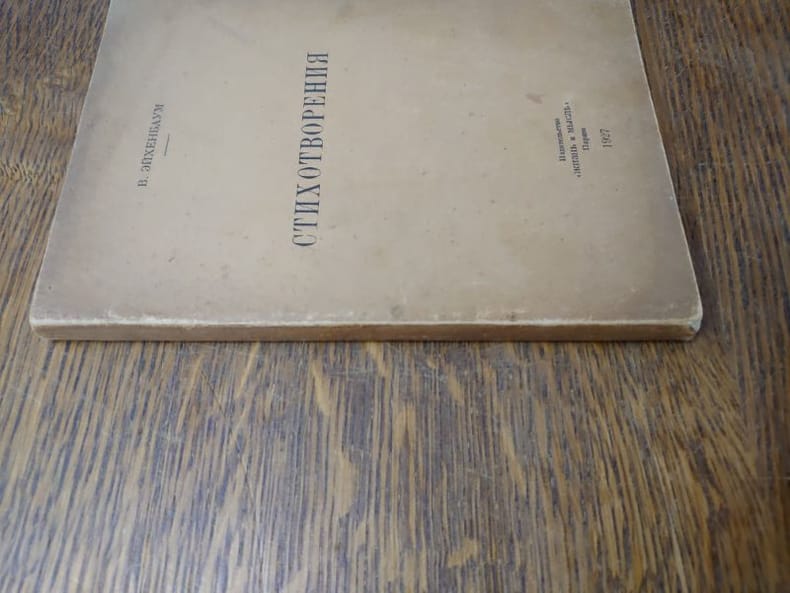 В. ЭЙХЕНБАУМ
СТИХОТВОРЕНИЯ
Издательство
«ЖИЗНЬ и МЫСЛЬ»
Париж
1927